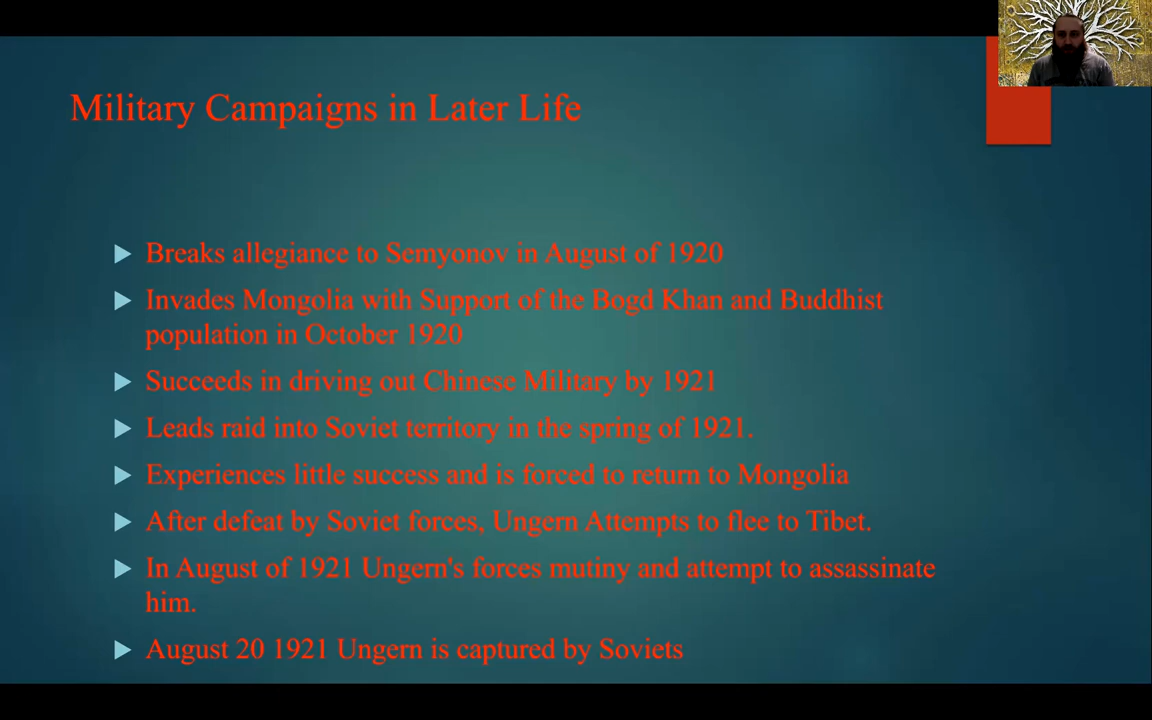 Military Campaigns in Later Life
Breaks allegiance to Semyonov in August of 1920
Invades Mongolia with Support of the Bogd Khan and Buddhist
population in October 1920
Succeeds in driving out Chinese Military by 1921
Leads raid into Soviet territory in the spring of 1921.
Experiences little success and is forced to return to Mongolia
After defeat by Soviet forces, Ungern Attempts to flee to Tibet.
In August of 1921 Ungern's forces mutiny and attempt to assassinate
him.
August 20 1921 Ungern is captured by Soviets